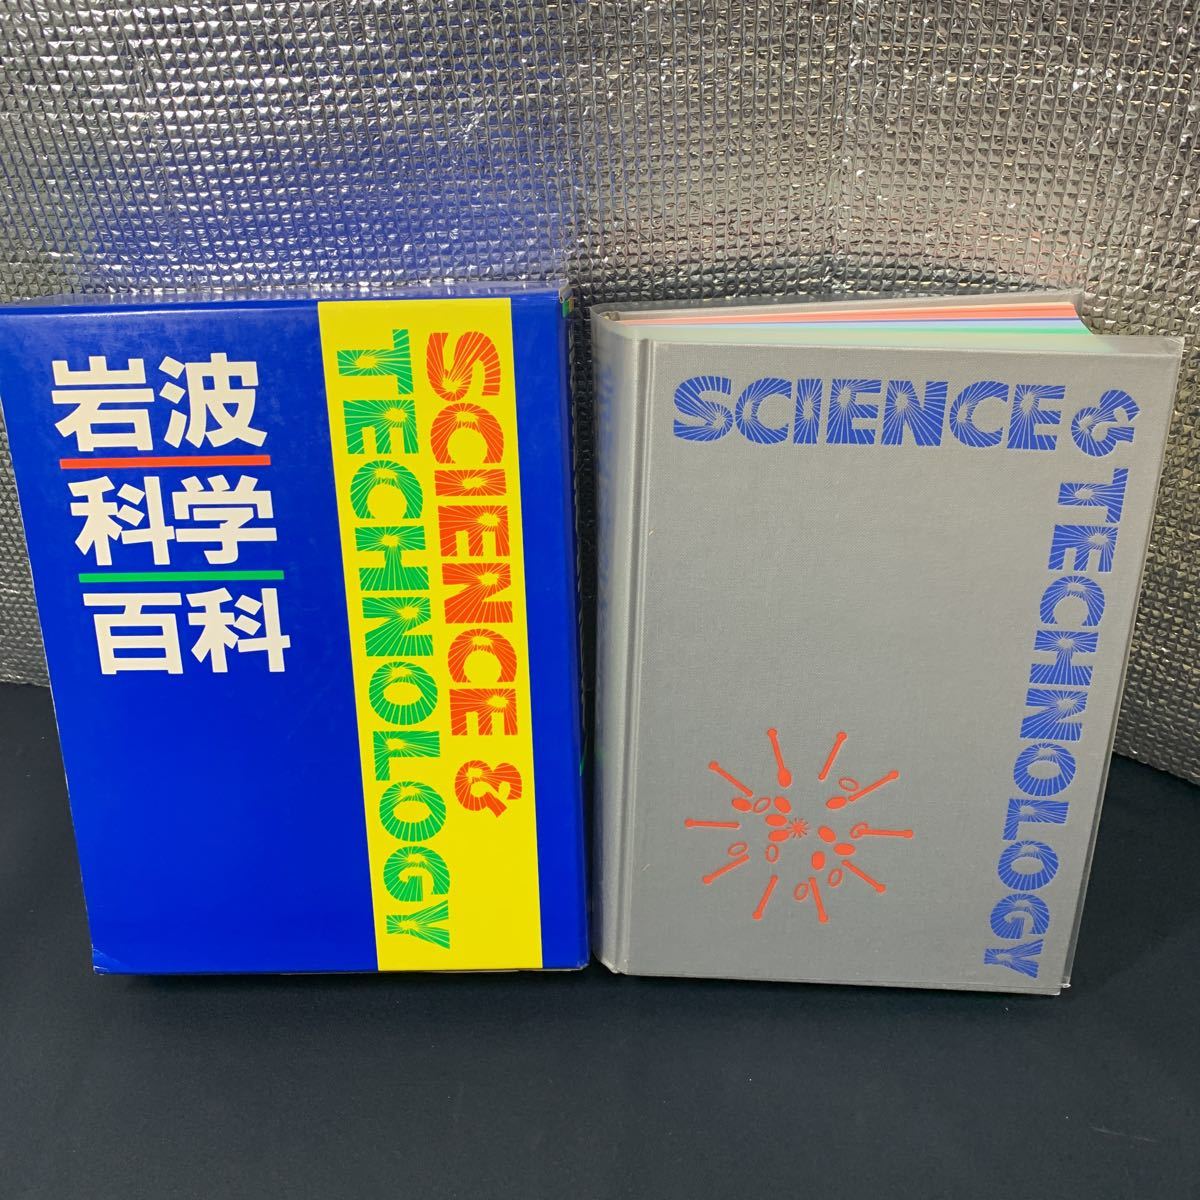 岩波
科学
百科
SCIENCE &
TECHNOLOGY
SCIENCE &
TECHNOLOGY